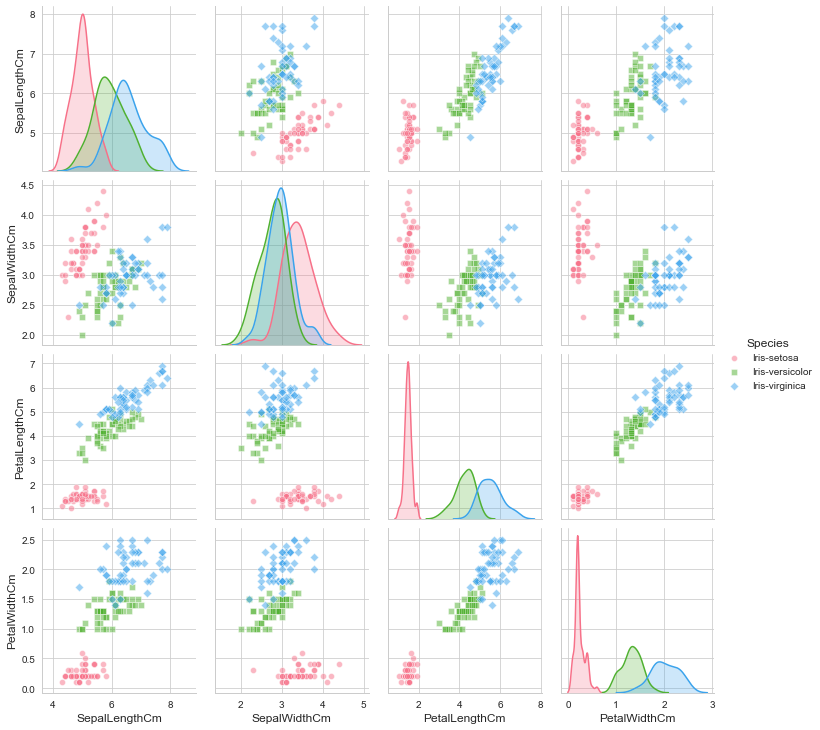 8
7
6
5
SepalLengthCm
4.5
4.0
3.5
3.0
2.5
2.0
SepalWidthCm
Species
Iris-setosa
Iris-versicolor
Iris-virginica
7
6
5
4
3
2
1
PetalLengthCm
2.5
2.0
1.5
1.0
0.5
0.0
PetalWidthCm
4 6 8
2 3 4 5
2 4 6 8
0 1 2 3
SepalLengthCm
SepalWidthCm
PetalLengthCm
PetalWidthCm